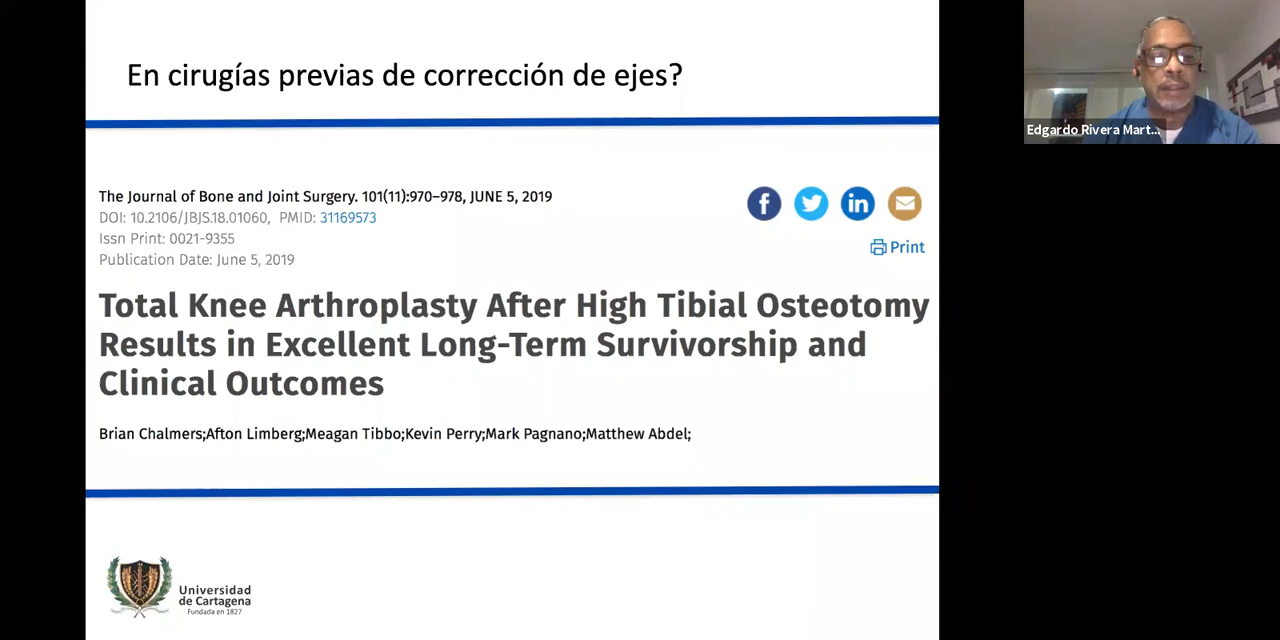 En cirugías previas de corrección de ejes?
Edgardo Rivera Mart...
The Journal of Bone and Joint Surgery. 101(11):970–978, JUNE 5, 2019
DOI: 10.2106/JBJS.18.01060, PMID: 31169573
Issn Print: 0021-9355
Publication Date: June 5, 2019
Print
Total Knee Arthroplasty After High Tibial Osteotomy
Results in Excellent Long-Term Survivorship and
Clinical Outcomes
Brian Chalmers;Afton Limberg;Meagan Tibbo;Kevin Perry;Mark Pagnano;Matthew Abdel;
Universidad
de Cartagena
Fundada en 1827